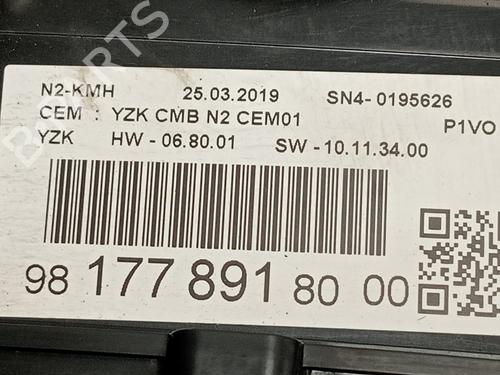 B-PARTS
N2-KMH 25.03.2019 SN4- 0195626
CEM : YZK CMB N2 CEM01 P1VO
YZK HW - 06.80.01 SW - 10.11.34.00
98 177 891 80 00